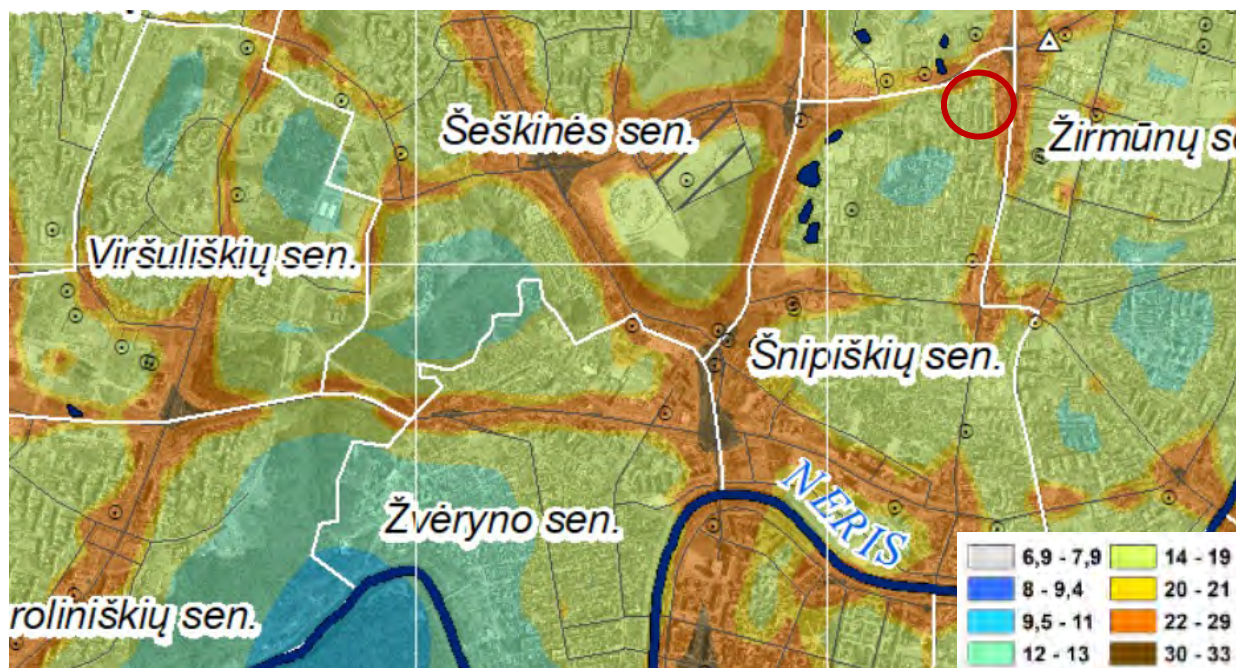 Šeškinės sen.
Žirmūnų s
Viršuliškių sen.
Šnipiškių sen.
NERIS
Žvėryno sen.
roliniškių sen.
6,9 - 7,9
8 - 9,4
9,5 - 11
12 - 13
14 - 19
20 - 21
22 - 29
30 - 33